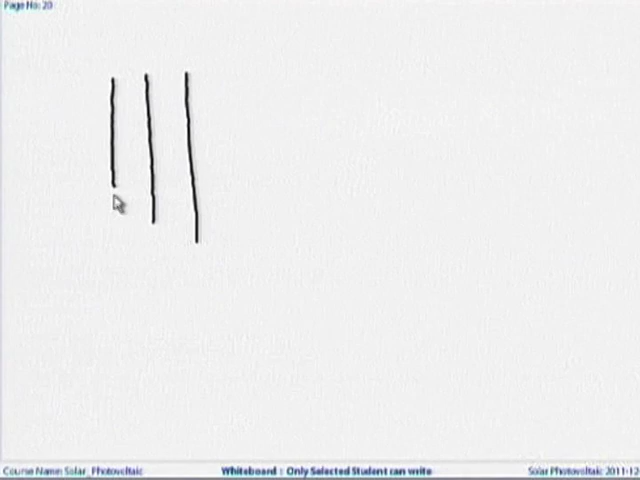 Page No: 20
Course Name: Solar_Photovoltaic
Whiteboard : Only Selected Student can write
Solar Photovoltaic 2011-12